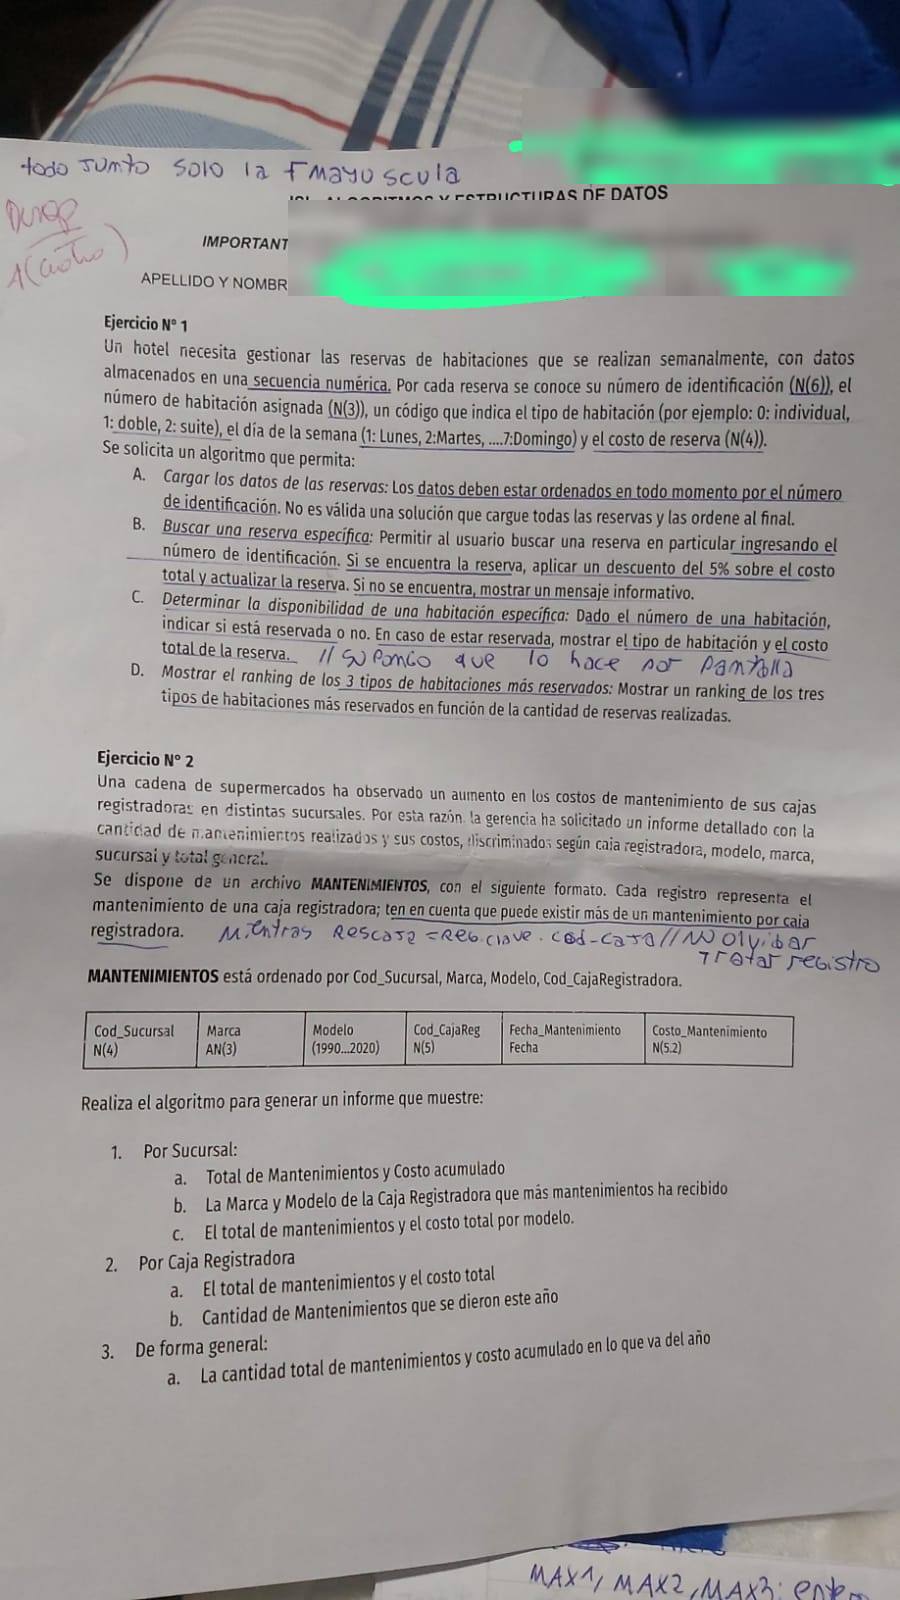 todo junto solo la F mayuscula
ALGORITMOS Y ESTRUCTURAS DE DATOS
IMPORTANT
APELLIDO Y NOMBR
Ejercicio N° 1
Un hotel necesita gestionar las reservas de habitaciones que se realizan semanalmente, con datos
almacenados en una secuencia numérica. Por cada reserva se conoce su número de identificación (N(6)), el
número de habitación asignada (N(3)), un código que indica el tipo de habitación (por ejemplo: 0: individual,
1: doble, 2: suite), el día de la semana (1: Lunes, 2:Martes, ....7:Domingo) y el costo de reserva (N(4)).
Se solicita un algoritmo que permita:
A. Cargar los datos de las reservas: Los datos deben estar ordenados en todo momento por el número
de identificación. No es válida una solución que cargue todas las reservas y las ordene al final.
B. Buscar una reserva específica: Permitir al usuario buscar una reserva en particular ingresando el
número de identificación. Si se encuentra la reserva, aplicar un descuento del 5% sobre el costo
total y actualizar la reserva. Si no se encuentra, mostrar un mensaje informativo.
C. Determinar la disponibilidad de una habitación específica: Dado el número de una habitación,
indicar si está reservada o no. En caso de estar reservada, mostrar el tipo de habitación y el costo
total de la reserva. // SUPONGO que lo hace por Pantalla
D. Mostrar el ranking de los 3 tipos de habitaciones más reservados: Mostrar un ranking de los tres
tipos de habitaciones más reservados en función de la cantidad de reservas realizadas.
Ejercicio N° 2
Una cadena de supermercados ha observado un aumento en los costos de mantenimiento de sus cajas
registradoras en distintas sucursales. Por esta razón, la gerencia ha solicitado un informe detallado con la
cantidad de mantenimientos realizados y sus costos, discriminados según caja registradora, modelo, marca,
sucursal y total general.
Se dispone de un archivo MANTENIMIENTOS, con el siguiente formato. Cada registro representa el
mantenimiento de una caja registradora; ten en cuenta que puede existir más de un mantenimiento por caja
registradora. Mientras RESCAJA = REG.clave.cod-caja // NO Olvidar
Tratar registro
MANTENIMIENTOS está ordenado por Cod_Sucursal, Marca, Modelo, Cod_CajaRegistradora.
Cod_Sucursal Marca Modelo Cod_CajaReg Fecha_Mantenimiento Costo_Mantenimiento
N(4) AN(3) (1990...2020) N(5) Fecha N(5.2)
Realiza el algoritmo para generar un informe que muestre:
1. Por Sucursal:
a. Total de Mantenimientos y Costo acumulado
b. La Marca y Modelo de la Caja Registradora que más mantenimientos ha recibido
c. El total de mantenimientos y el costo total por modelo.
2. Por Caja Registradora
a. El total de mantenimientos y el costo total
b. Cantidad de Mantenimientos que se dieron este año
3. De forma general:
a. La cantidad total de mantenimientos y costo acumulado en lo que va del año
MAX1, MAX2, MAX3: ente